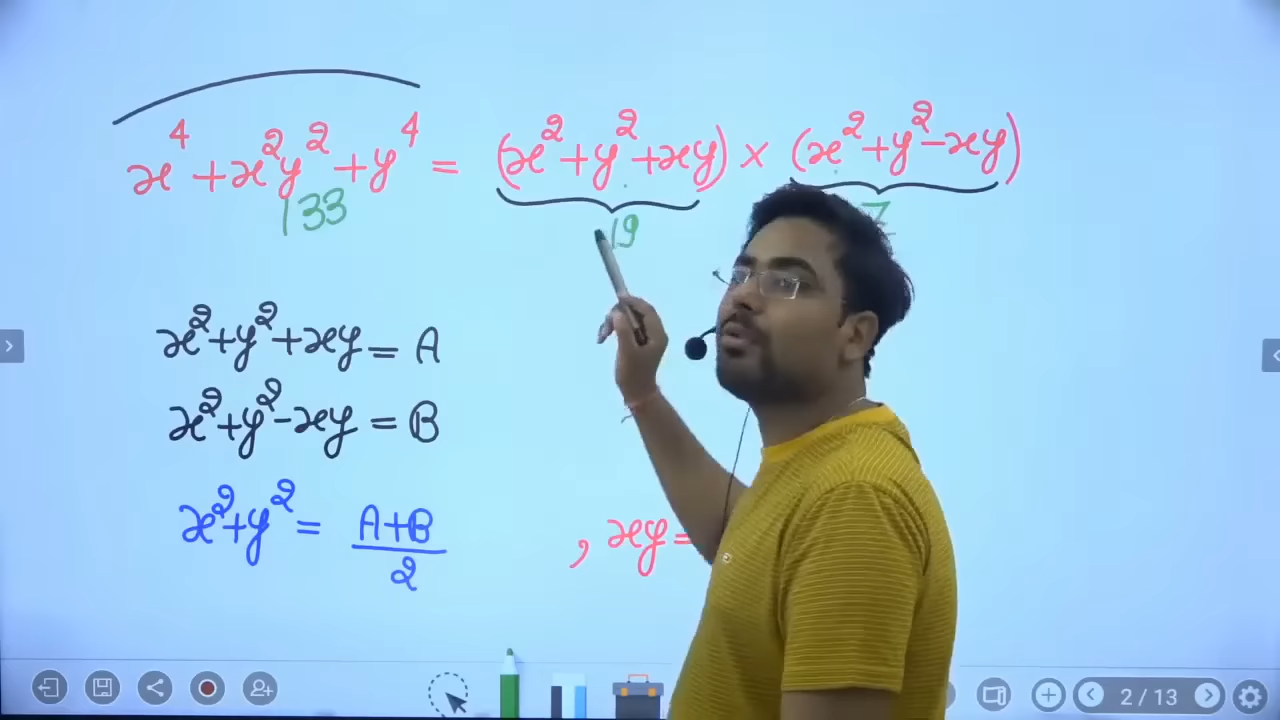 x⁴ + x²y² + y⁴ = (x² + y² + xy) × (x² + y² - xy)
133 19 7
x² + y² + xy = A
x² + y² - xy = B
x² + y² = (A+B)/2 , xy =
2 / 13